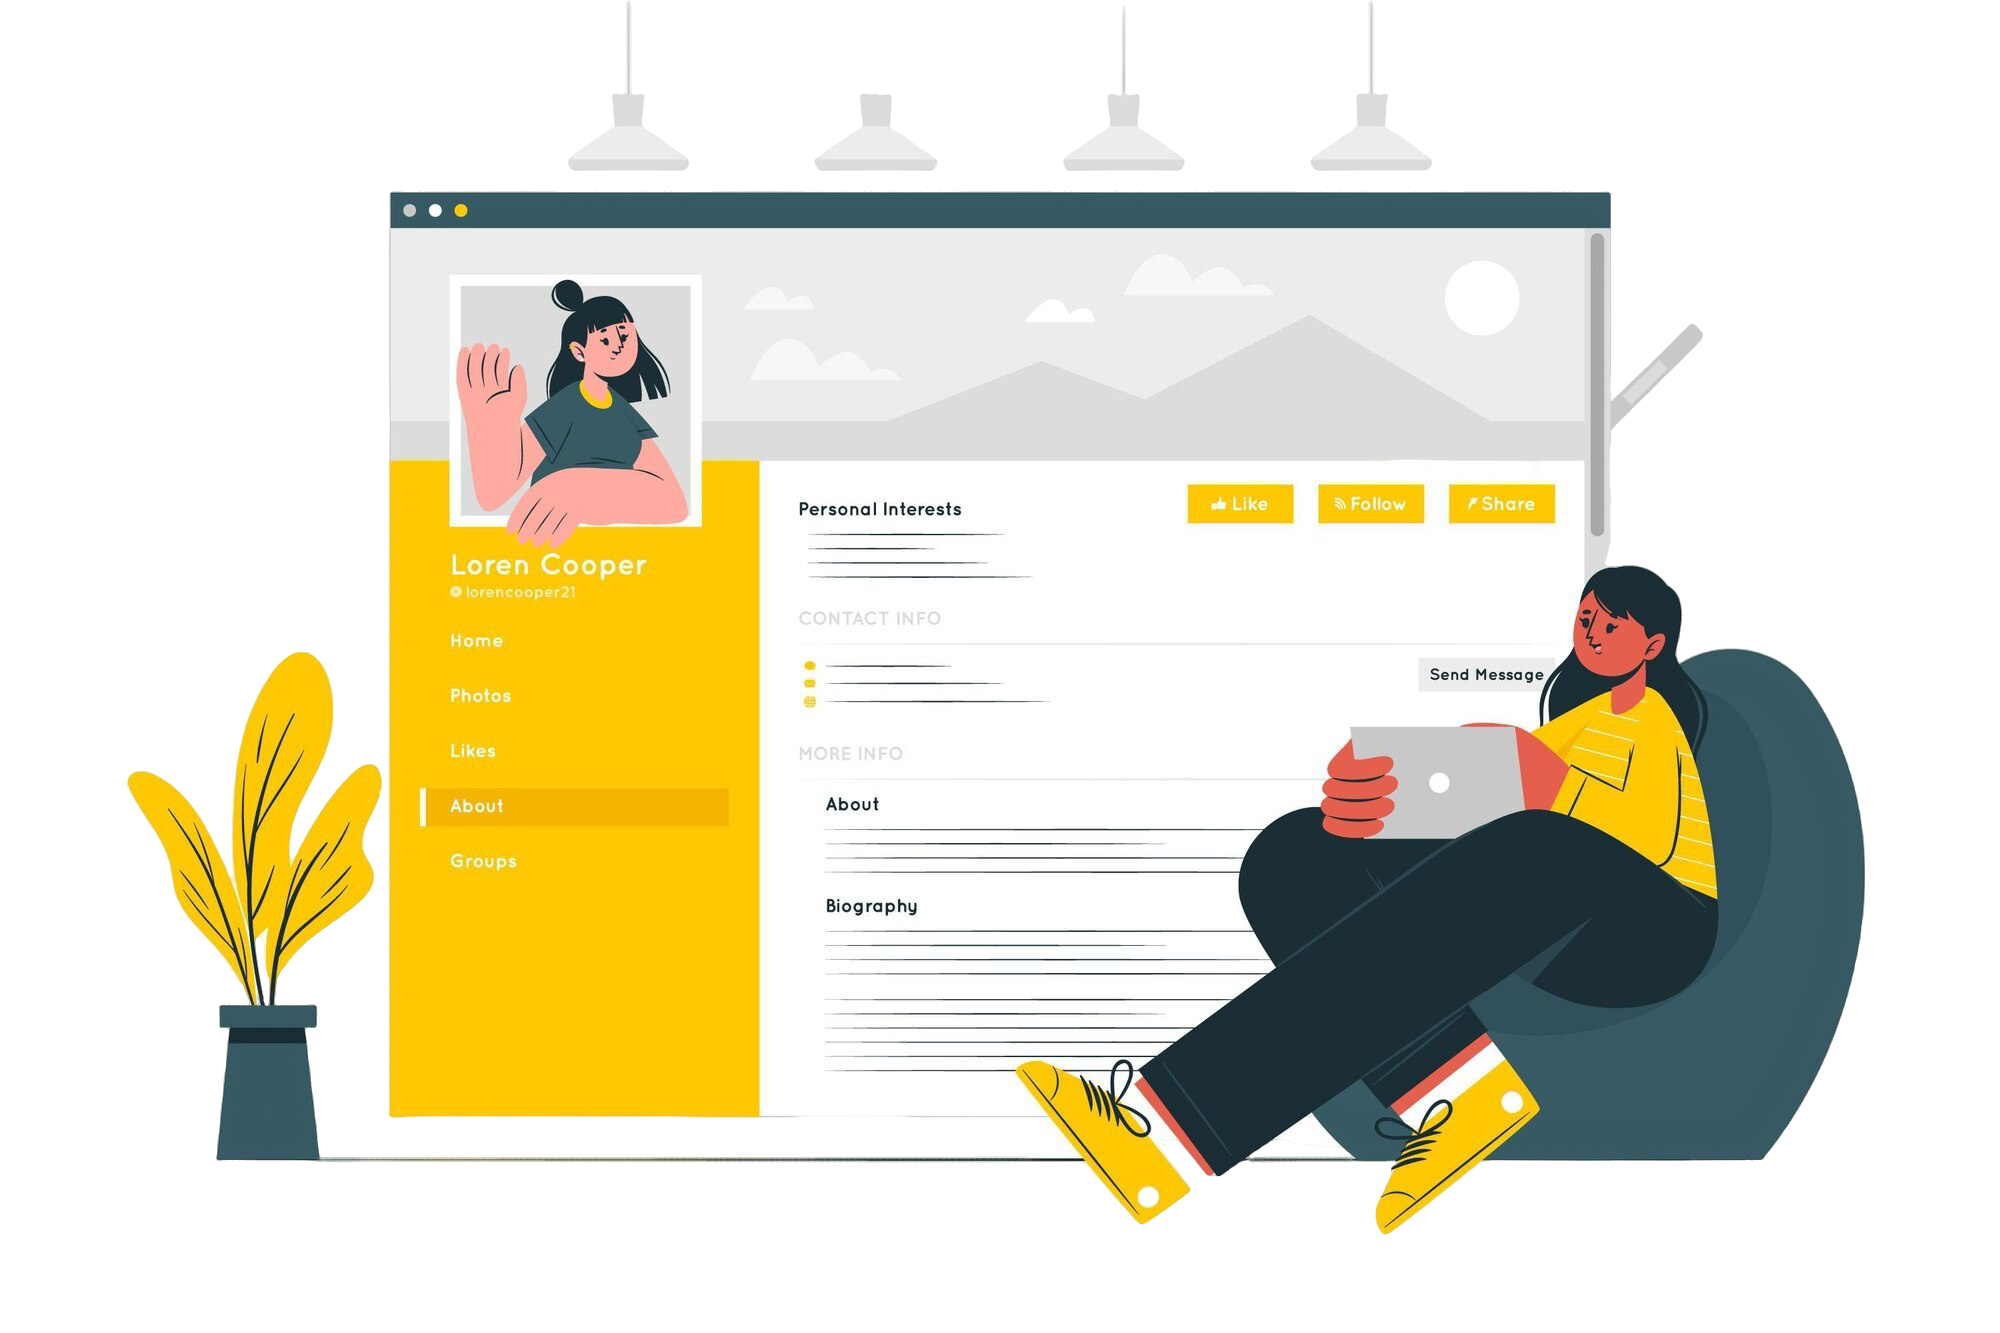 Loren Cooper
@lorencooper21
Home
Photos
Likes
About
Groups
Personal Interests
Like
Follow
Share
CONTACT INFO
Send Message
MORE INFO
About
Biography